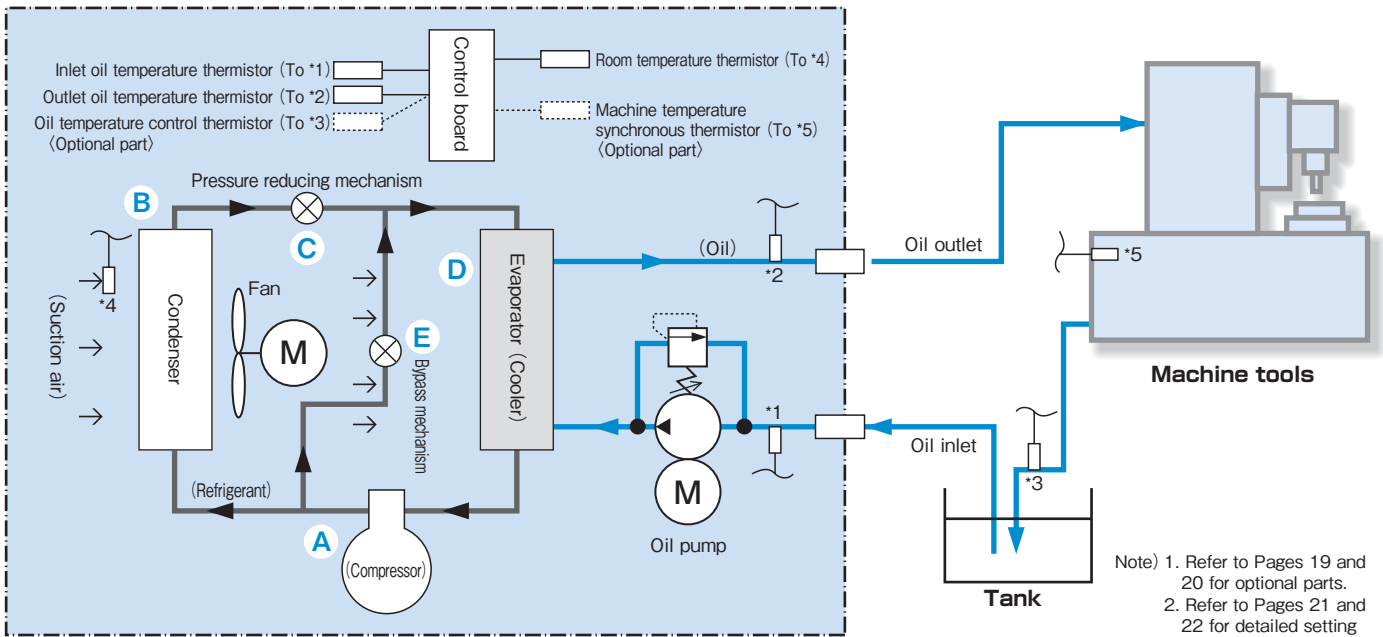 Inlet oil temperature thermistor (To *1)
Outlet oil temperature thermistor (To *2)
Oil temperature control thermistor (To *3)
〈Optional part〉
Control board
Room temperature thermistor (To *4)
Machine temperature
synchronous thermistor (To *5)
〈Optional part〉
Pressure reducing mechanism
B
C
*4
(Suction air)
Condenser
Fan
M
E
Bypass mechanism
D
Evaporator (Cooler)
(Refrigerant)
A
(Compressor)
(Oil)
*2
Oil outlet
*1
Oil inlet
M
Oil pump
*5
Machine tools
*3
Tank
Note) 1. Refer to Pages 19 and
20 for optional parts.
2. Refer to Pages 21 and
22 for detailed setting